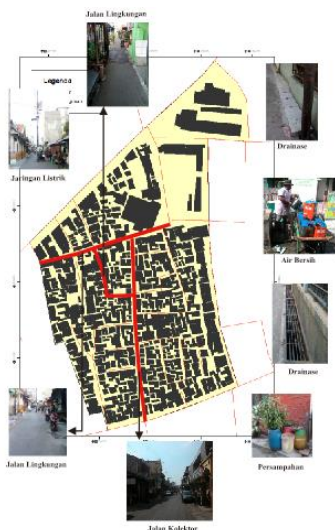 Jalan Lingkungan
Legenda
Jaringan Listrik
Drainase
Air Bersih
Drainase
Jalan Lingkungan
Persampahan
Jalan Kolektor